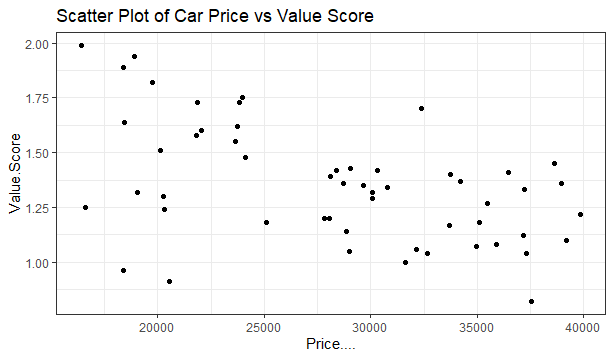 Scatter Plot of Car Price vs Value Score
2.00
1.75
1.50
1.25
1.00
Value.Score
20000 25000 30000 35000 40000
Price....